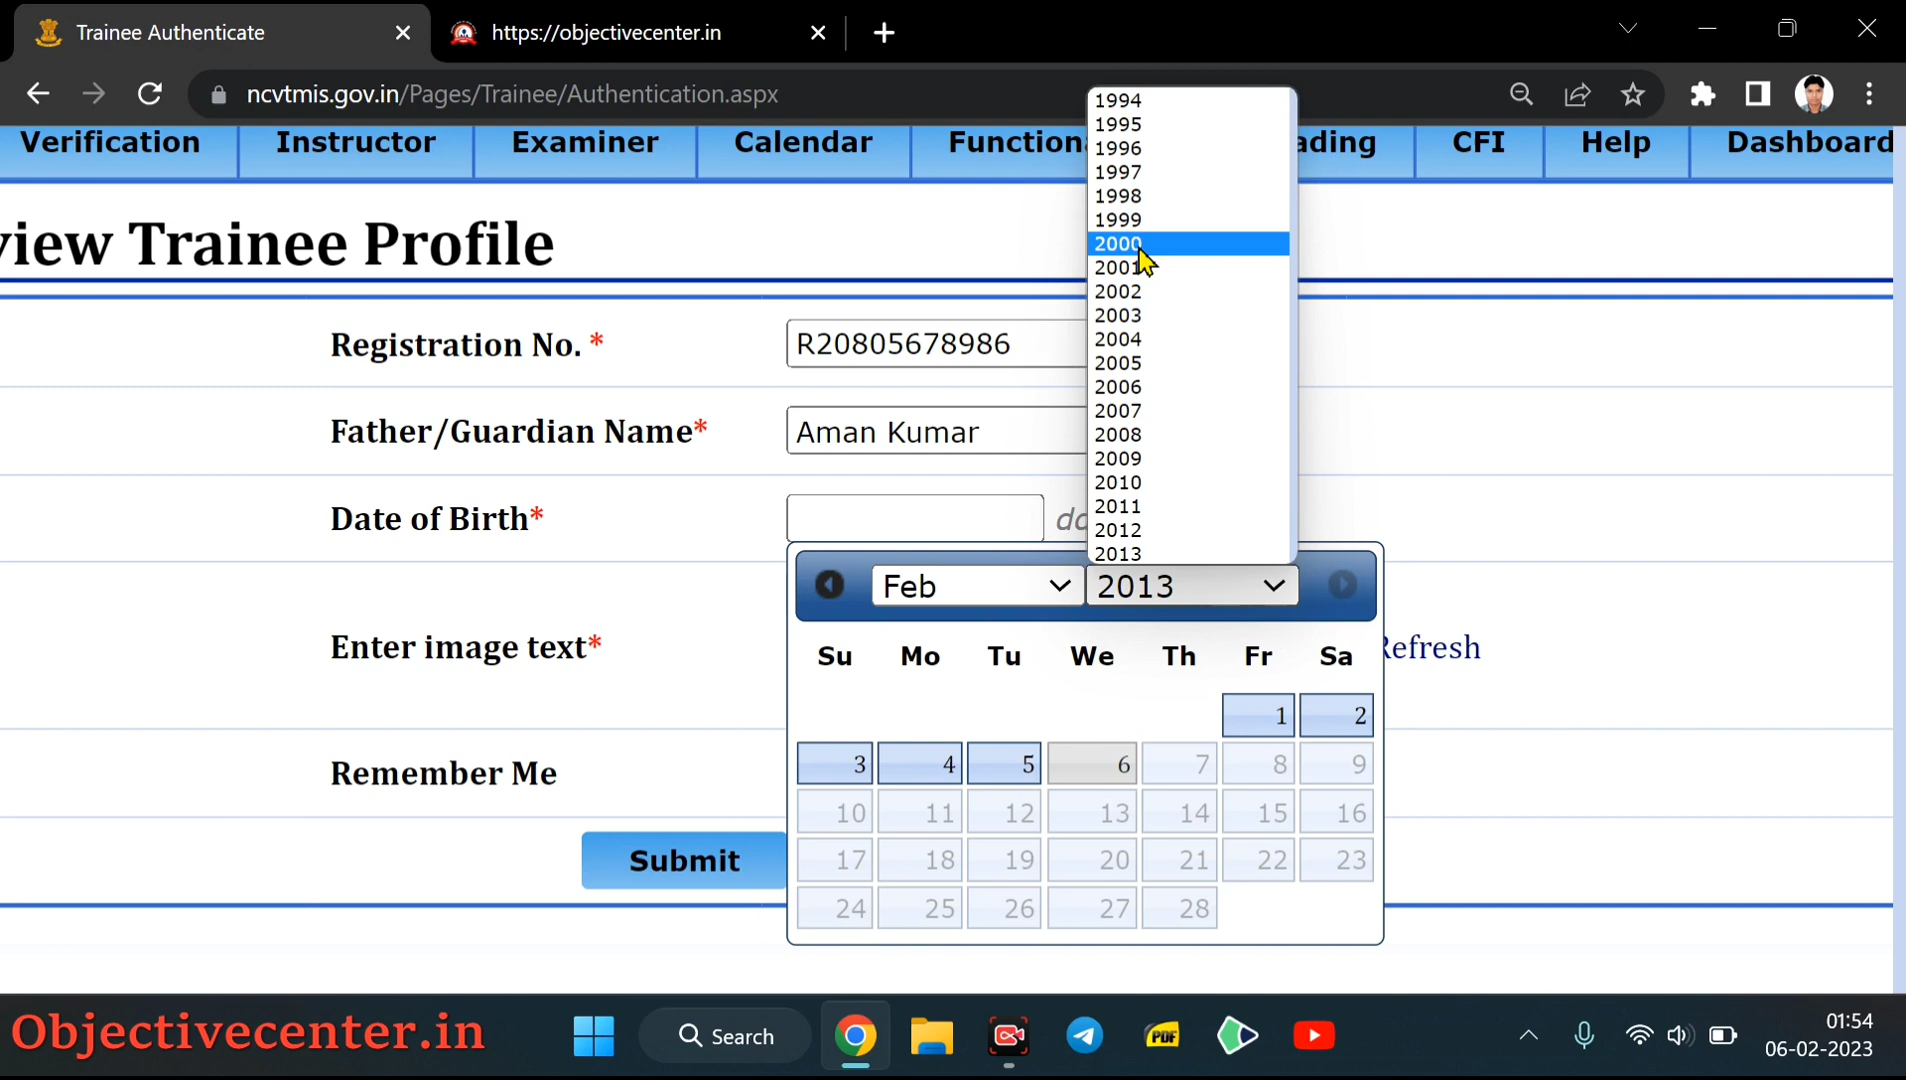 Trainee Authenticate
https://objectivecenter.in
ncvtmis.gov.in/Pages/Trainee/Authentication.aspx
Verification Instructor Examiner Calendar Function ading CFI Help Dashboard
view Trainee Profile
Registration No. * R20805678986
Father/Guardian Name* Aman Kumar
Date of Birth* dd
Enter image text* Refresh
Remember Me
Submit
1994
1995
1996
1997
1998
1999
2000
2001
2002
2003
2004
2005
2006
2007
2008
2009
2010
2011
2012
2013
Feb 2013
Su Mo Tu We Th Fr Sa
1 2
3 4 5 6 7 8 9
10 11 12 13 14 15 16
17 18 19 20 21 22 23
24 25 26 27 28
Objectivecenter.in
Search
PDF
01:54
06-02-2023